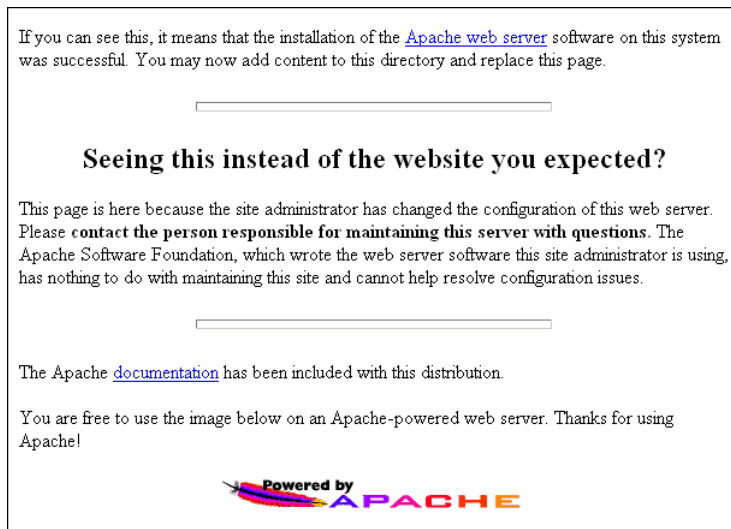 If you can see this, it means that the installation of the Apache web server software on this system
was successful. You may now add content to this directory and replace this page.
Seeing this instead of the website you expected?
This page is here because the site administrator has changed the configuration of this web server.
Please contact the person responsible for maintaining this server with questions. The
Apache Software Foundation, which wrote the web server software this site administrator is using,
has nothing to do with maintaining this site and cannot help resolve configuration issues.
The Apache documentation has been included with this distribution.
You are free to use the image below on an Apache-powered web server. Thanks for using
Apache!
Powered by
APACHE